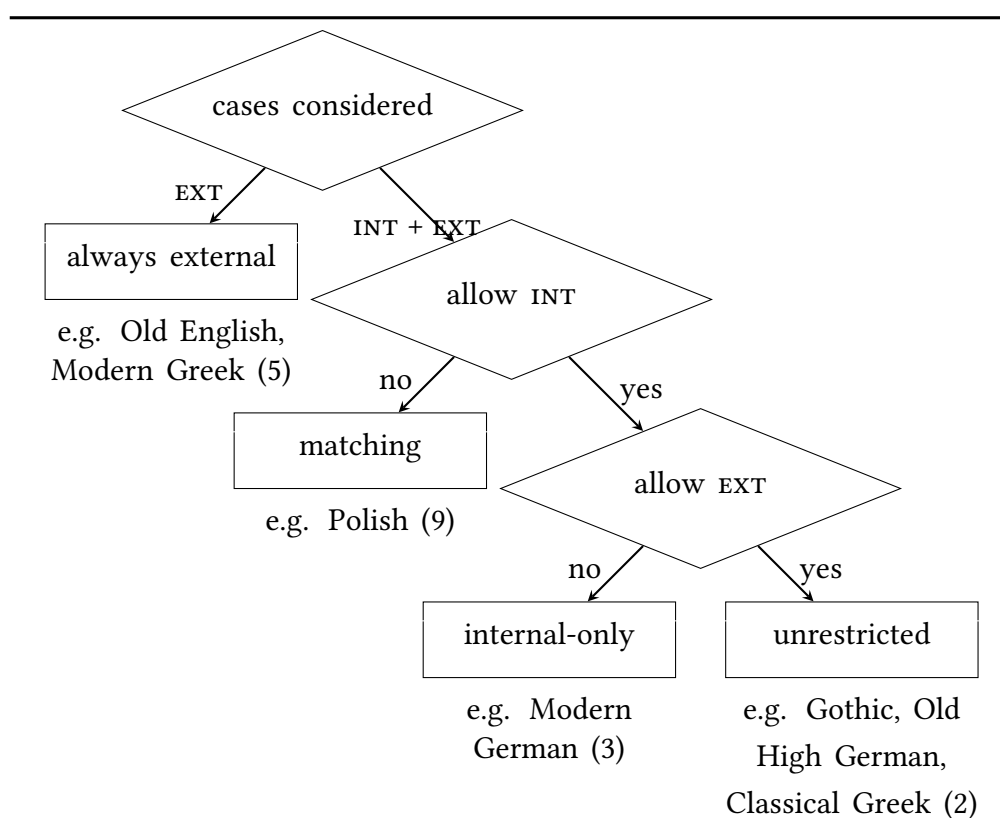 cases considered
EXT
INT + EXT
always external
allow INT
e.g. Old English,
Modern Greek (5)
no
yes
matching
allow EXT
e.g. Polish (9)
no
yes
internal-only
unrestricted
e.g. Modern
German (3)
e.g. Gothic, Old
High German,
Classical Greek (2)